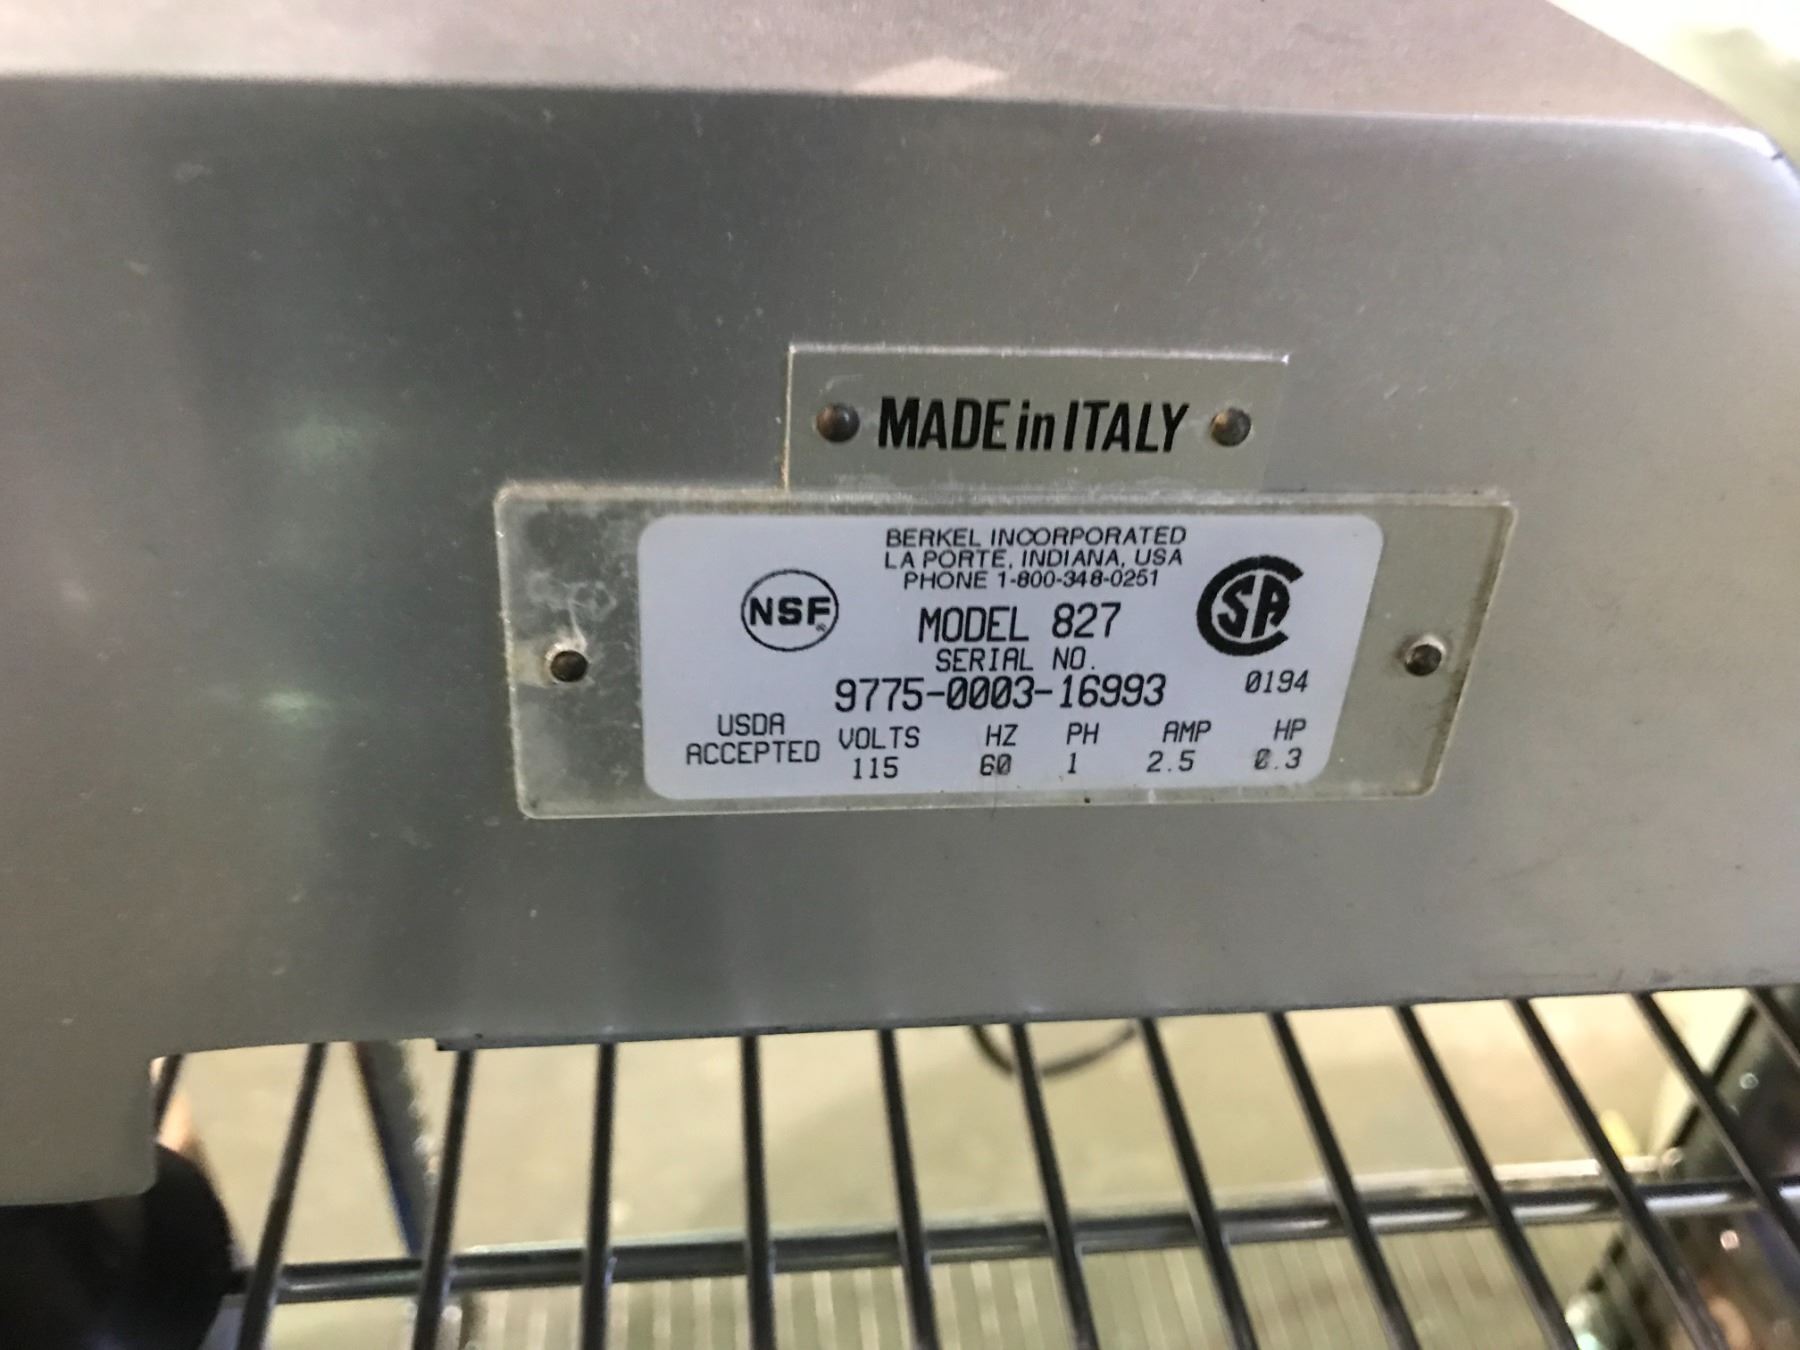 MADE in ITALY
BERKEL INCORPORATED
LA PORTE, INDIANA, USA
PHONE 1-800-348-0251
NSF®
MODEL 827
CSA
SERIAL NO.
9775-0003-16993
0194
USDA
ACCEPTED
VOLTS HZ PH AMP HP
115 60 1 2.5 0.3